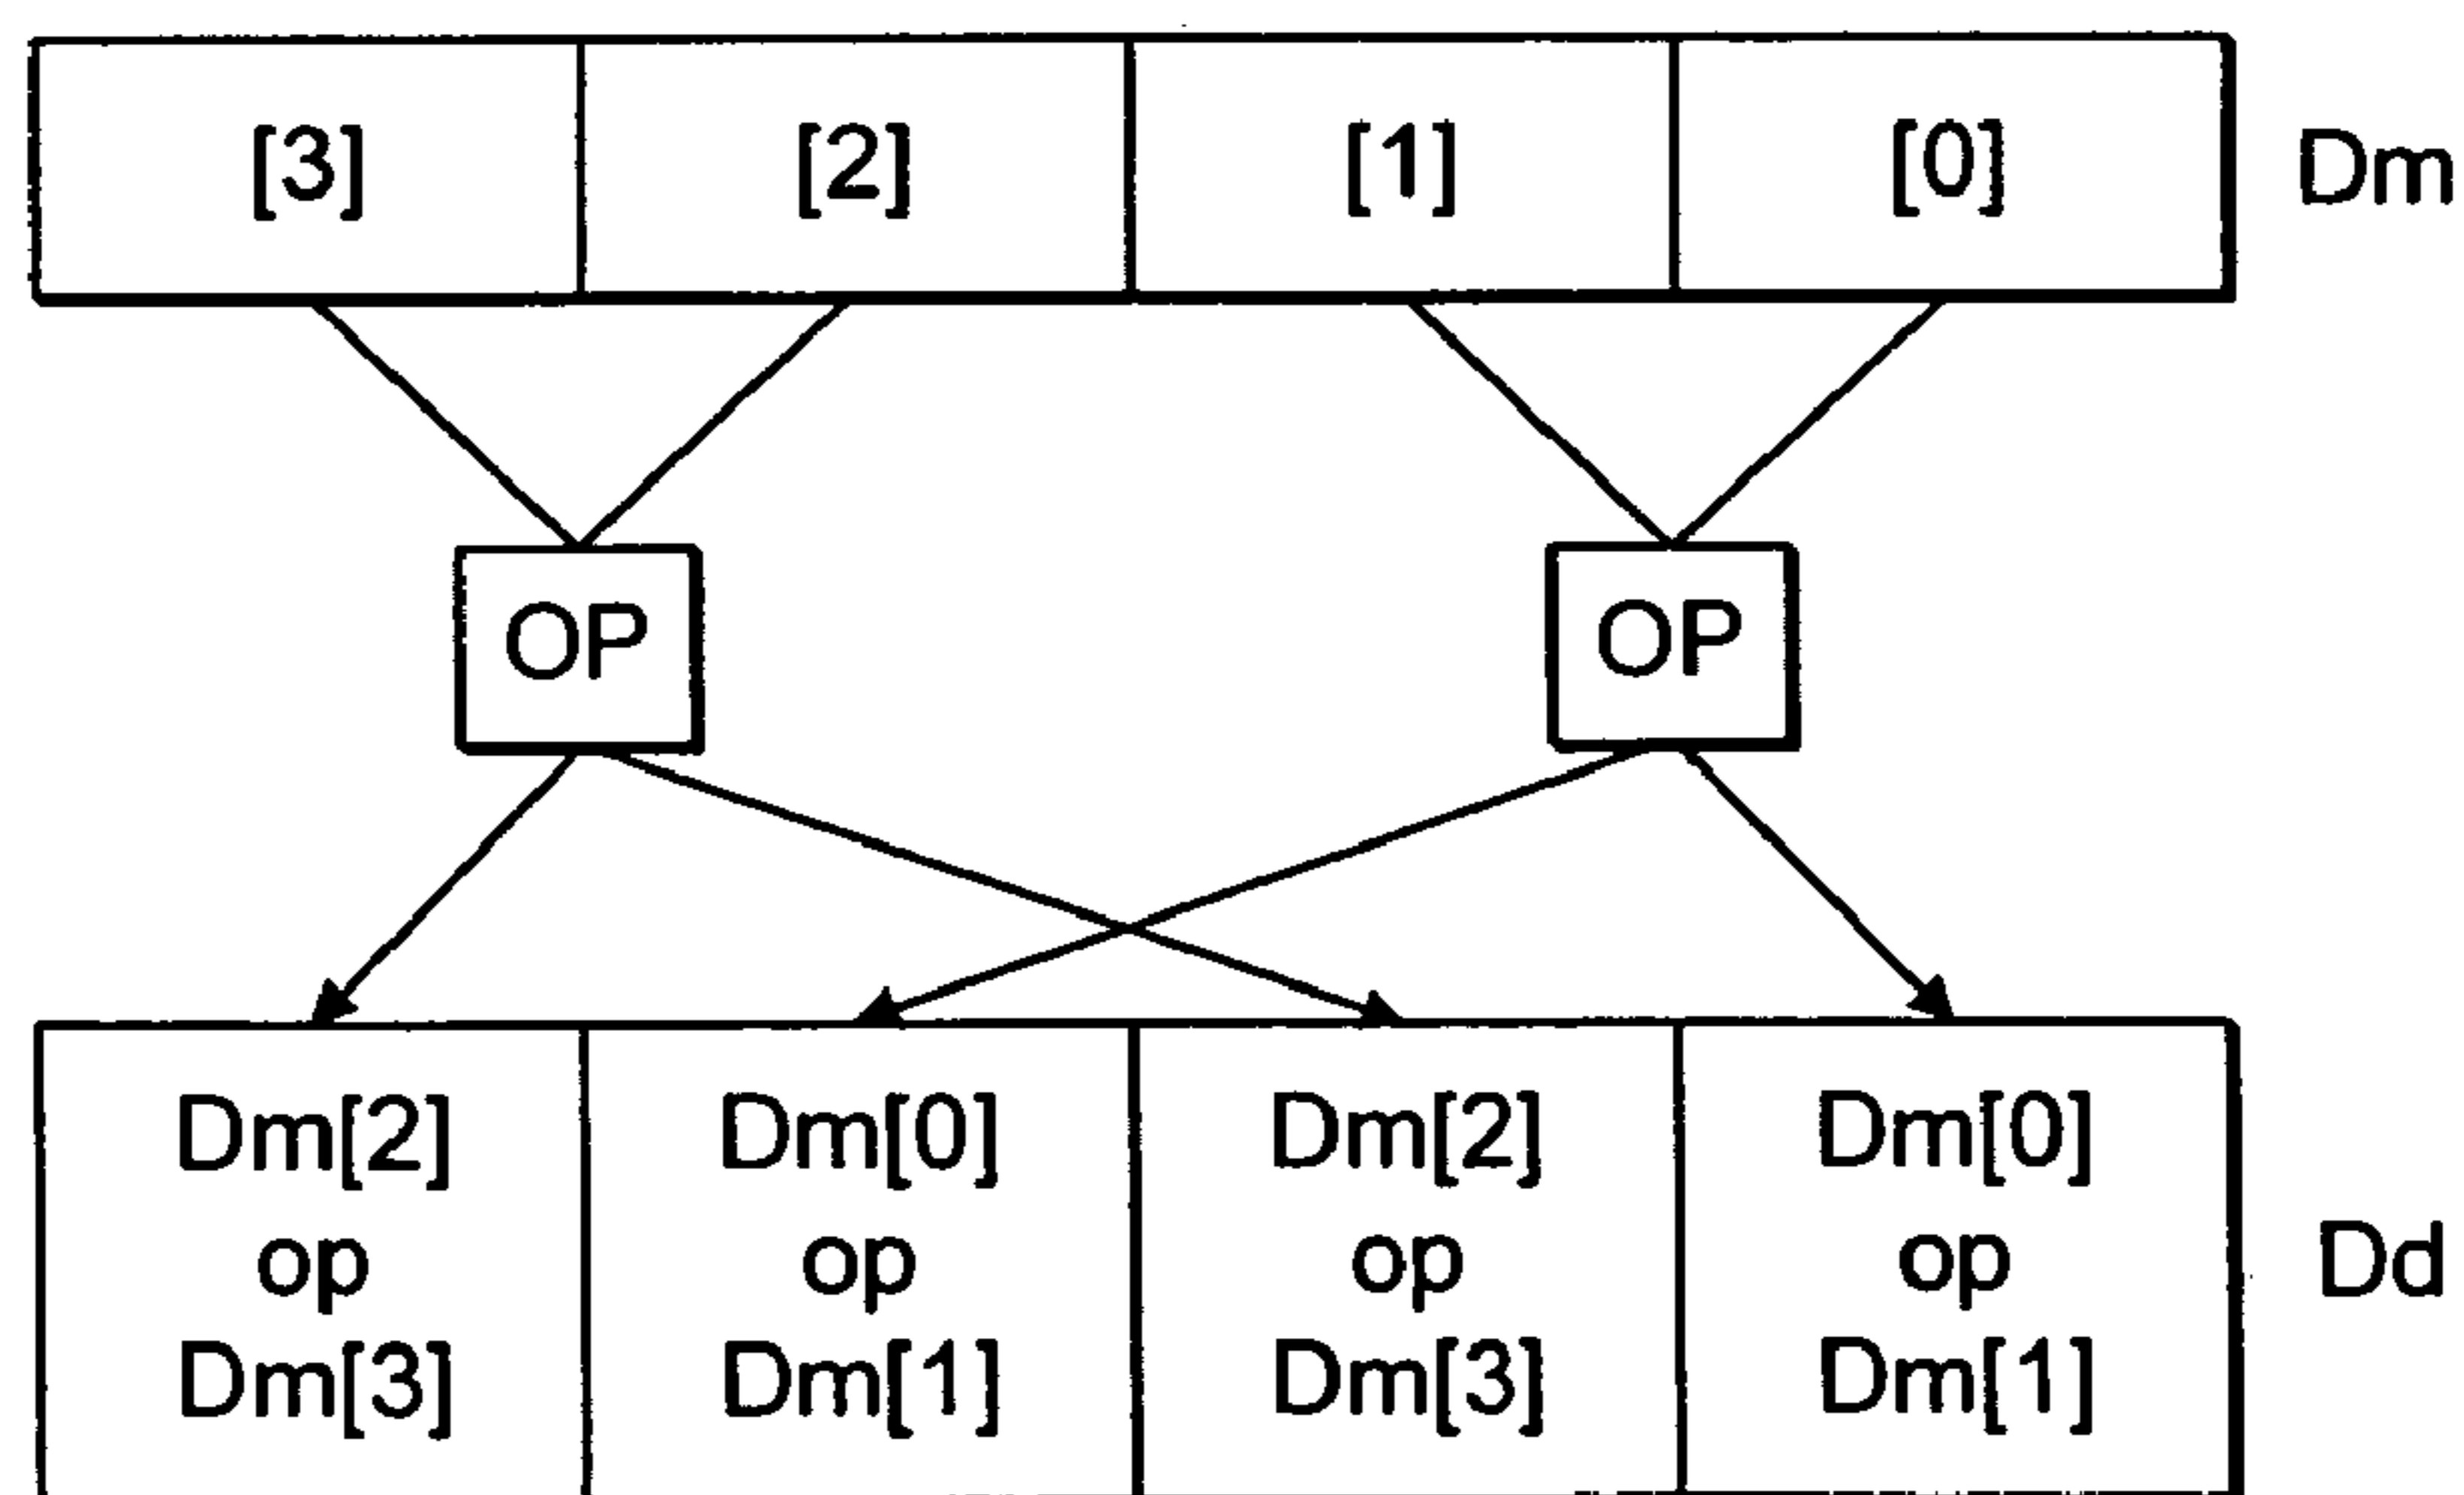 [3] [2] [1] [0] Dm
OP OP
Dm[2] Dm[0] Dm[2] Dm[0]
op op op op Dd
Dm[3] Dm[1] Dm[3] Dm[1]